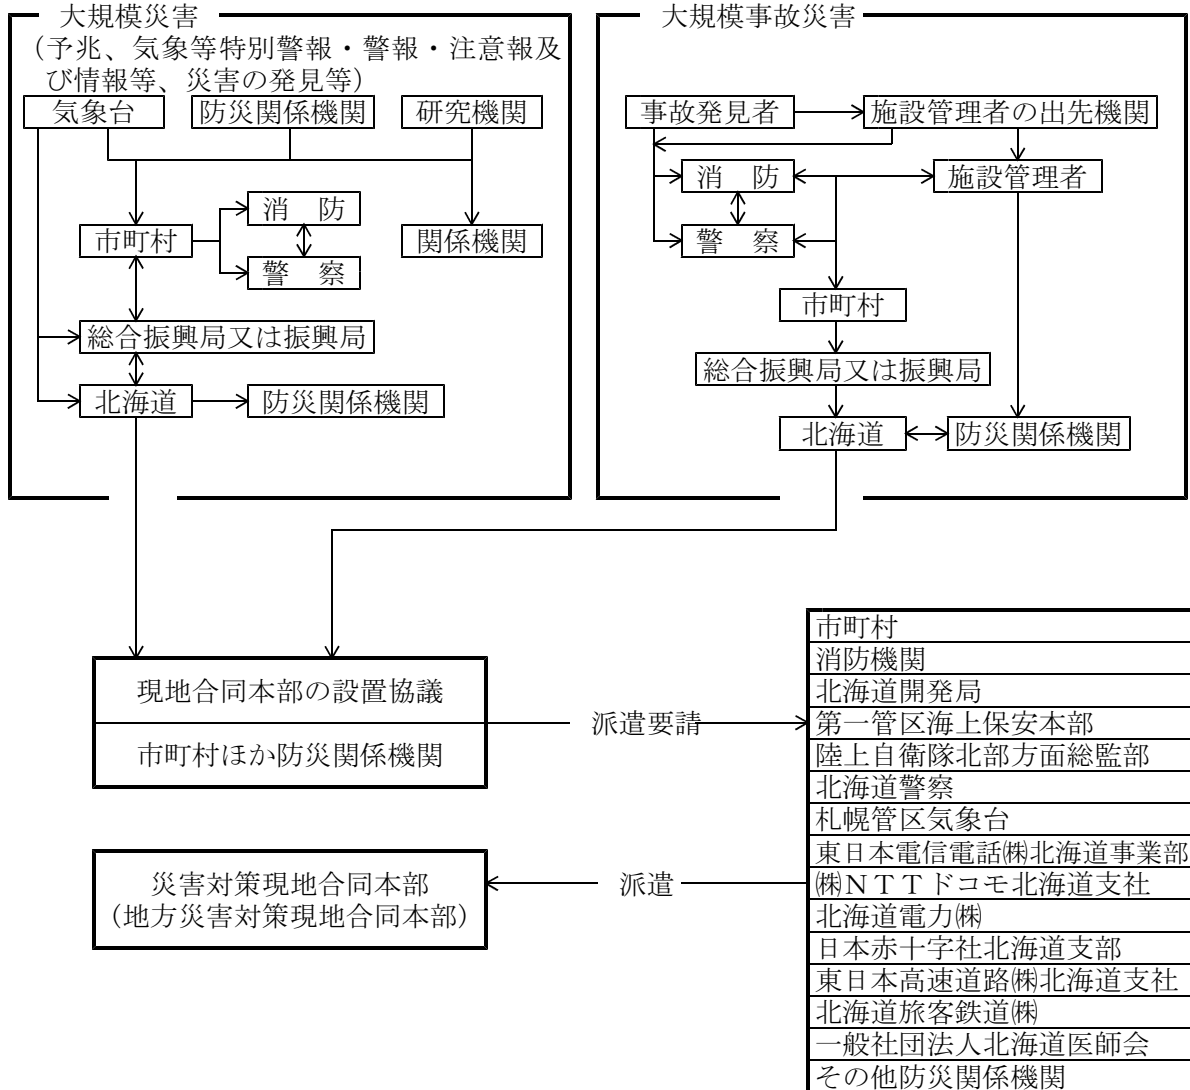 大規模災害
（予兆、気象等特別警報・警報・注意報及
び情報等、災害の発見等）
気象台
防災関係機関
研究機関
消　防
市町村
関係機関
警　察
総合振興局又は振興局
北海道
防災関係機関
大規模事故災害
事故発見者
施設管理者の出先機関
消　防
施設管理者
警　察
市町村
総合振興局又は振興局
北海道
防災関係機関
現地合同本部の設置協議
市町村ほか防災関係機関
派遣要請
市町村
消防機関
北海道開発局
第一管区海上保安本部
陸上自衛隊北部方面総監部
北海道警察
札幌管区気象台
東日本電信電話㈱北海道事業部
㈱ＮＴＴドコモ北海道支社
北海道電力㈱
日本赤十字社北海道支部
東日本高速道路㈱北海道支社
北海道旅客鉄道㈱
一般社団法人北海道医師会
その他防災関係機関
派遣
災害対策現地合同本部
（地方災害対策現地合同本部）